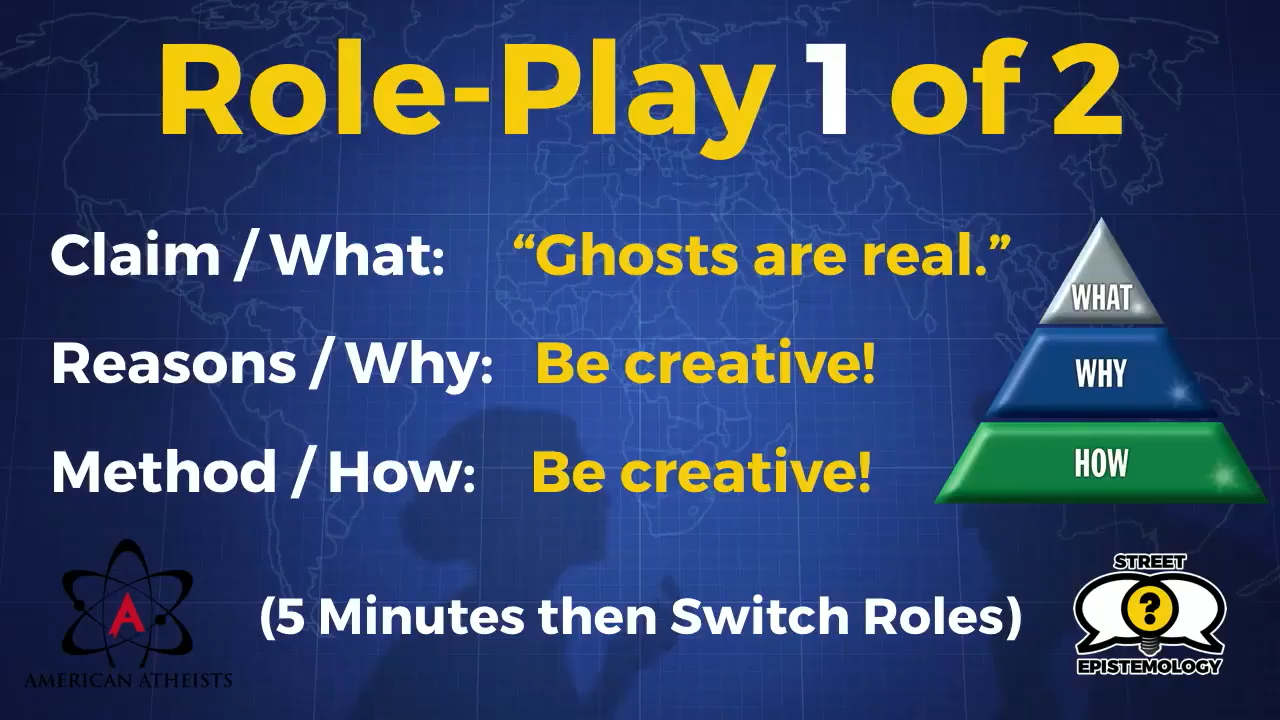 Role-Play 1 of 2
Claim / What: “Ghosts are real.”
WHAT
Reasons / Why: Be creative!
WHY
Method / How: Be creative!
HOW
(5 Minutes then Switch Roles)
A
AMERICAN ATHEISTS
STREET
?
EPISTEMOLOGY